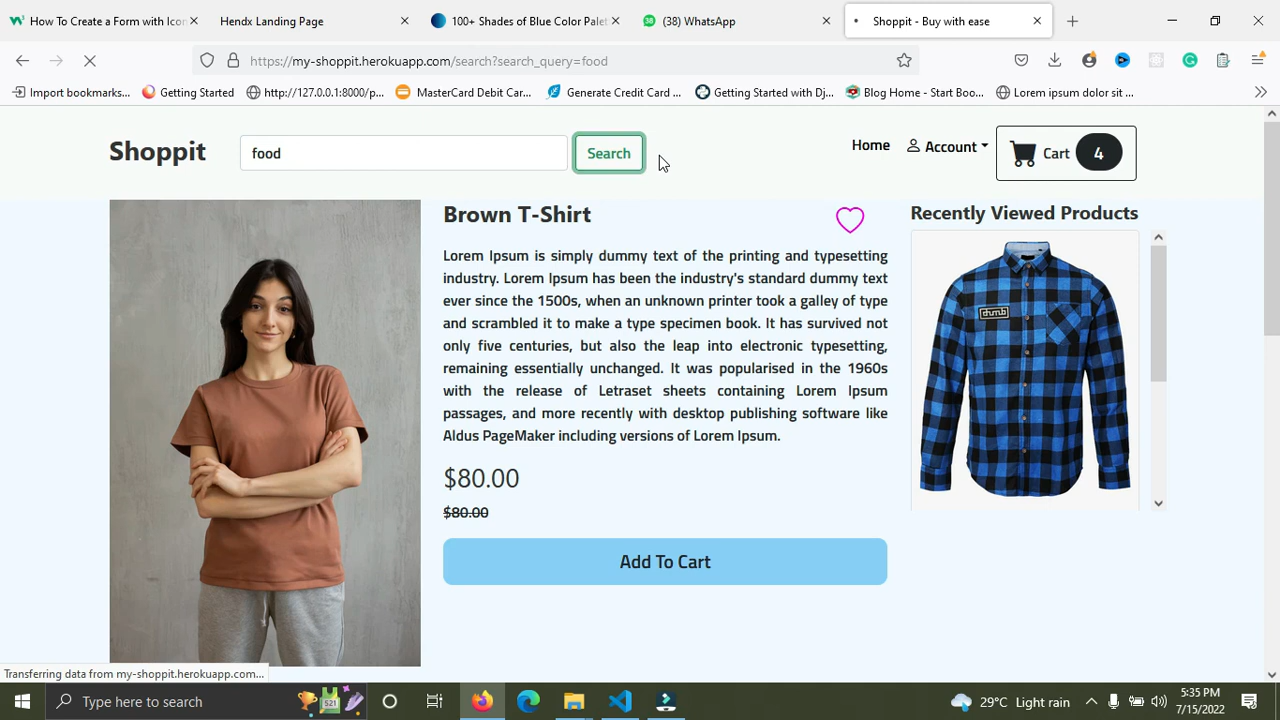 How To Create a Form with Icon
Hendx Landing Page
100+ Shades of Blue Color Palet
38
(38) WhatsApp
Shoppit - Buy with ease
https://my-shoppit.herokuapp.com/search?search_query=food
Import bookmarks...
Getting Started
http://127.0.0.1:8000/p...
MasterCard Debit Car...
Generate Credit Card ...
Getting Started with Dj...
Blog Home - Start Boo...
Lorem ipsum dolor sit ...
Shoppit
food
Search
Home
Account
Cart
4
Brown T-Shirt
Lorem Ipsum is simply dummy text of the printing and typesetting
industry. Lorem Ipsum has been the industry's standard dummy text
ever since the 1500s, when an unknown printer took a galley of type
and scrambled it to make a type specimen book. It has survived not
only five centuries, but also the leap into electronic typesetting,
remaining essentially unchanged. It was popularised in the 1960s
with the release of Letraset sheets containing Lorem Ipsum
passages, and more recently with desktop publishing software like
Aldus PageMaker including versions of Lorem Ipsum.
$80.00
$80.00
Add To Cart
Recently Viewed Products
dumb
Transferring data from my-shoppit.herokuapp.com...
Type here to search
521
29°C Light rain
5:35 PM
7/15/2022